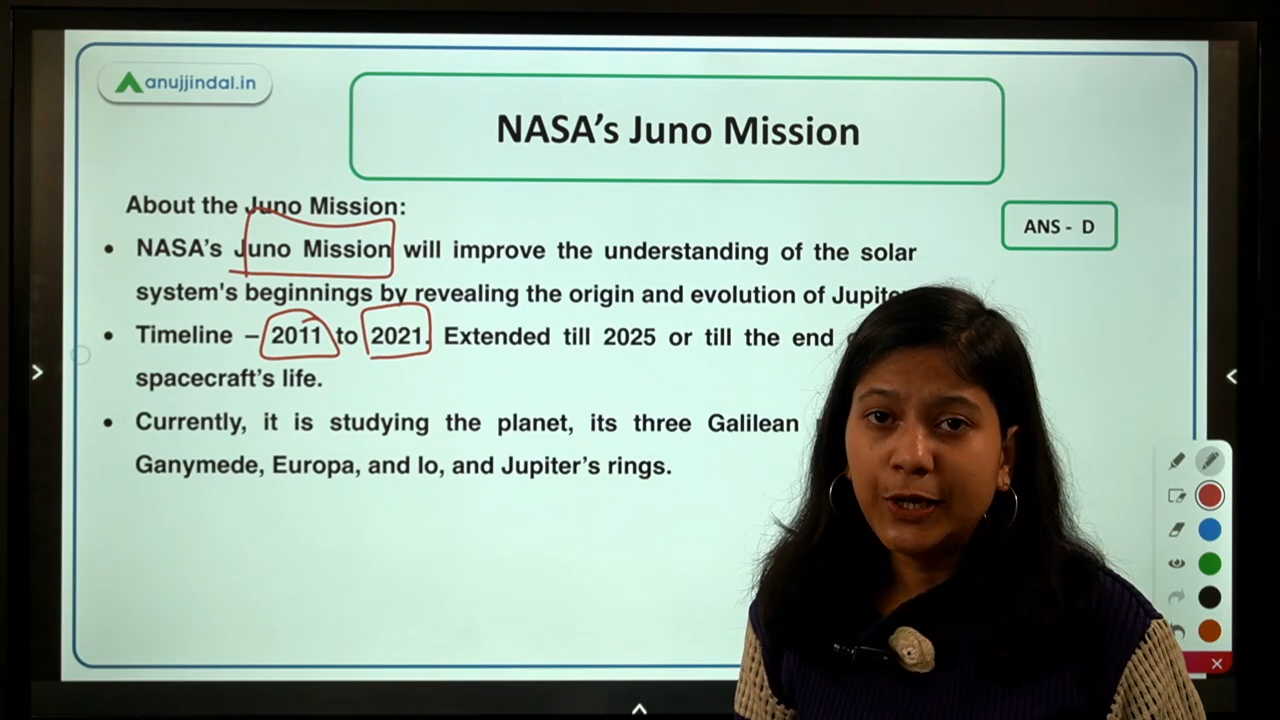 anujjindal.in
NASA's Juno Mission
About the Juno Mission:
ANS - D
• NASA's Juno Mission will improve the understanding of the solar
system's beginnings by revealing the origin and evolution of
• Timeline – 2011 to 2021. Extended till 2025 or till the end
spacecraft's life.
• Currently, it is studying the planet, its three Galilean
Ganymede, Europa, and Io, and Jupiter's rings.